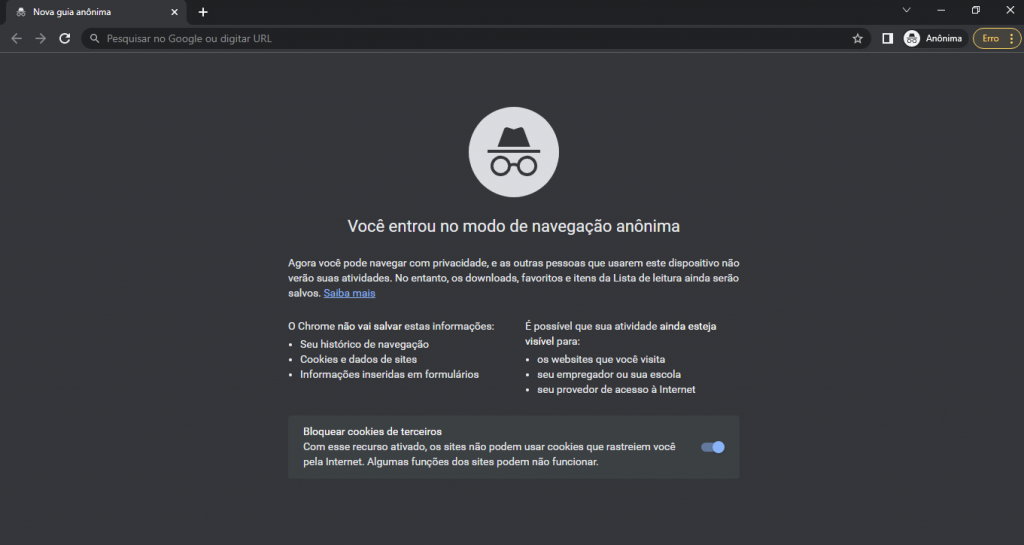 Nova guia anônima
Pesquisar no Google ou digitar URL
Anônima
Erro
Você entrou no modo de navegação anônima
Agora você pode navegar com privacidade, e as outras pessoas que usarem este dispositivo não
verão suas atividades. No entanto, os downloads, favoritos e itens da Lista de leitura ainda serão
salvos. Saiba mais
O Chrome não vai salvar estas informações:
• Seu histórico de navegação
• Cookies e dados de sites
• Informações inseridas em formulários
É possível que sua atividade ainda esteja
visível para:
• os websites que você visita
• seu empregador ou sua escola
• seu provedor de acesso à Internet
Bloquear cookies de terceiros
Com esse recurso ativado, os sites não podem usar cookies que rastreiem você
pela Internet. Algumas funções dos sites podem não funcionar.